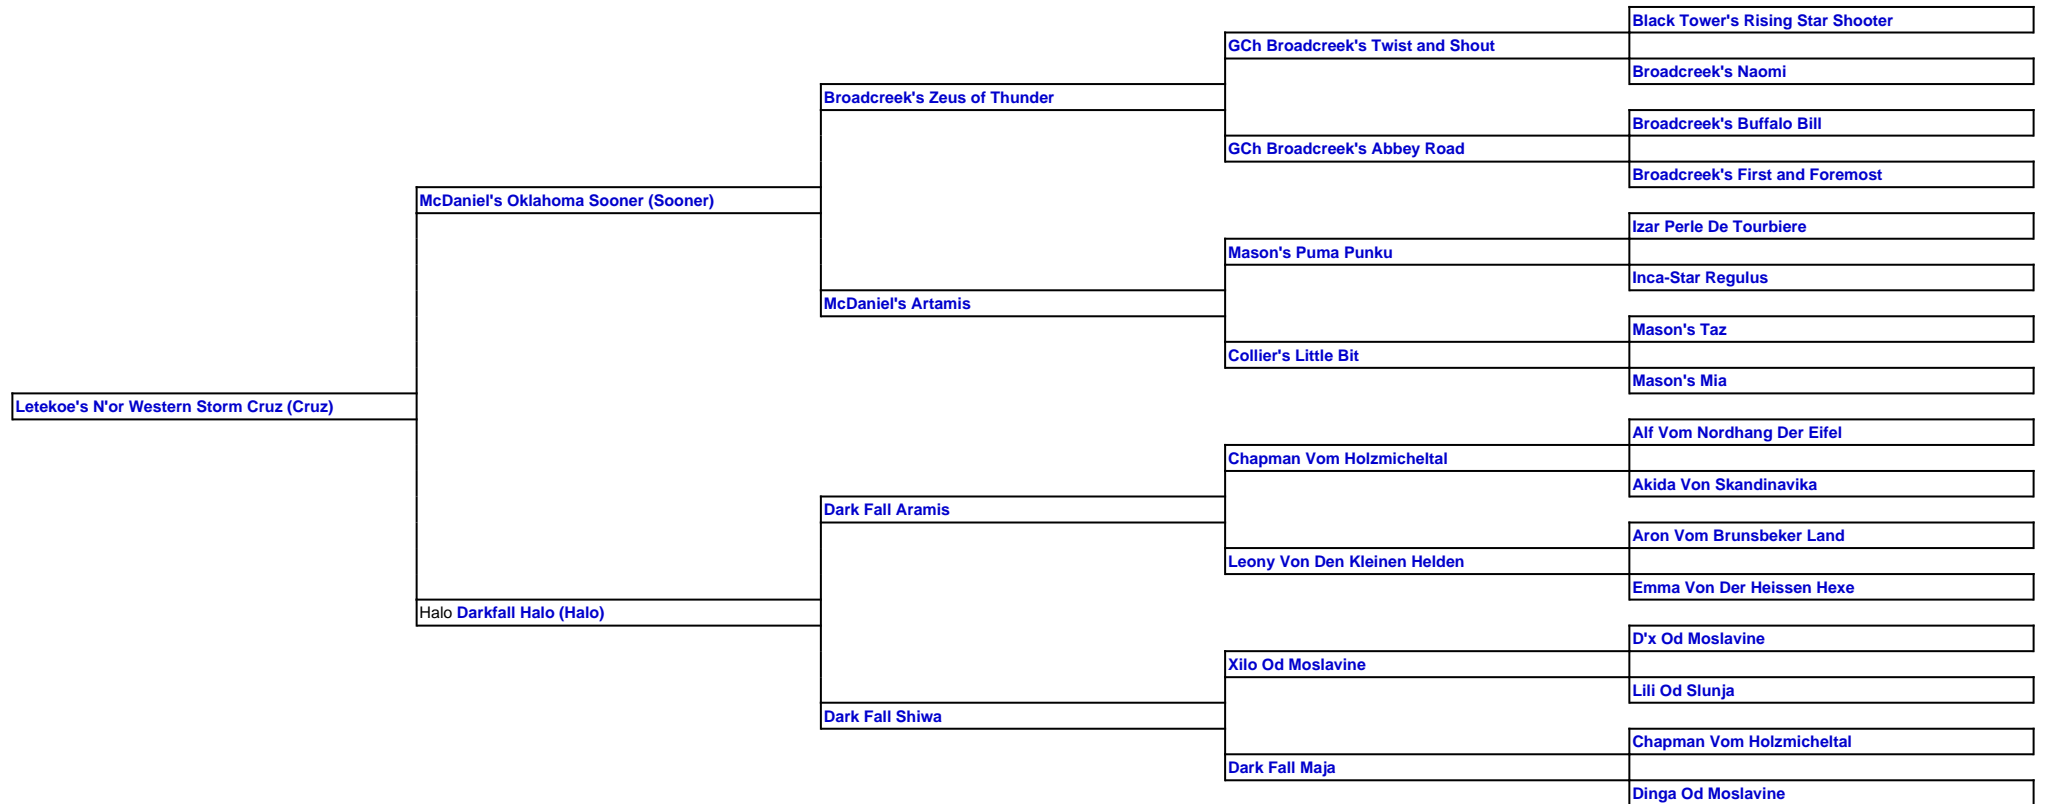 Black Tower's Rising Star Shooter
GCh Broadcreek's Twist and Shout
Broadcreek's Naomi
Broadcreek's Zeus of Thunder
Broadcreek's Buffalo Bill
GCh Broadcreek's Abbey Road
Broadcreek's First and Foremost
McDaniel's Oklahoma Sooner (Sooner)
Izar Perle De Tourbiere
Mason's Puma Punku
Inca-Star Regulus
McDaniel's Artamis
Mason's Taz
Collier's Little Bit
Mason's Mia
Letekoe's N'or Western Storm Cruz (Cruz)
Alf Vom Nordhang Der Eifel
Chapman Vom Holzmicheltal
Akida Von Skandinavika
Dark Fall Aramis
Aron Vom Brunsbeker Land
Leony Von Den Kleinen Helden
Emma Von Der Heissen Hexe
Halo Darkfall Halo (Halo)
D'x Od Moslavine
Xilo Od Moslavine
Lili Od Slunja
Dark Fall Shiwa
Chapman Vom Holzmicheltal
Dark Fall Maja
Dinga Od Moslavine